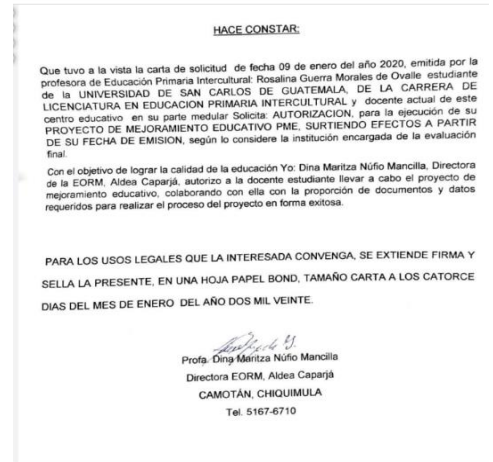 HACE CONSTAR:
Que tuvo a la vista la carta de solicitud de fecha 09 de enero del año 2020, emitida por la
profesora de Educación Primaria Intercultural: Rosalina Guerra Morales de Ovalle estudiante
de la UNIVERSIDAD DE SAN CARLOS DE GUATEMALA, DE LA CARRERA DE
LICENCIATURA EN EDUCACION PRIMARIA INTERCULTURAL y docente actual de este
centro educativo en su parte medular Solicita: AUTORIZACION, para la ejecución de su
PROYECTO DE MEJORAMIENTO EDUCATIVO PME, SURTIENDO EFECTOS A PARTIR
DE SU FECHA DE EMISION, según lo considere la institución encargada de la evaluación
final.
Con el objetivo de lograr la calidad de la educación Yo: Dina Maritza Núfio Mancilla, Directora
de la EORM, Aldea Caparjá, autorizo a la docente estudiante llevar a cabo el proyecto de
mejoramiento educativo, colaborando con ella con la proporción de documentos y datos
requeridos para realizar el proceso del proyecto en forma exitosa.
PARA LOS USOS LEGALES QUE LA INTERESADA CONVENGA, SE EXTIENDE FIRMA Y
SELLA LA PRESENTE, EN UNA HOJA PAPEL BOND, TAMAÑO CARTA A LOS CATORCE
DIAS DEL MES DE ENERO DEL AÑO DOS MIL VEINTE.
Profa. Dina Maritza Núfio Mancilla
Directora EORM, Aldea Caparjá
CAMOTÁN, CHIQUIMULA
Tel. 5167-6710